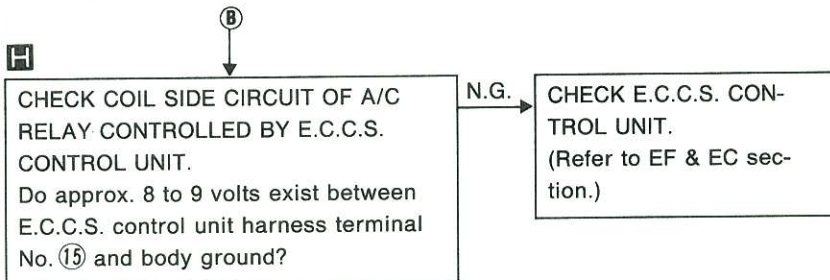 Ⓑ
H
CHECK COIL SIDE CIRCUIT OF A/C
RELAY CONTROLLED BY E.C.C.S.
CONTROL UNIT.
Do approx. 8 to 9 volts exist between
E.C.C.S. control unit harness terminal
No. ⑮ and body ground?
N.G.
CHECK E.C.C.S. CON-
TROL UNIT.
(Refer to EF & EC sec-
tion.)